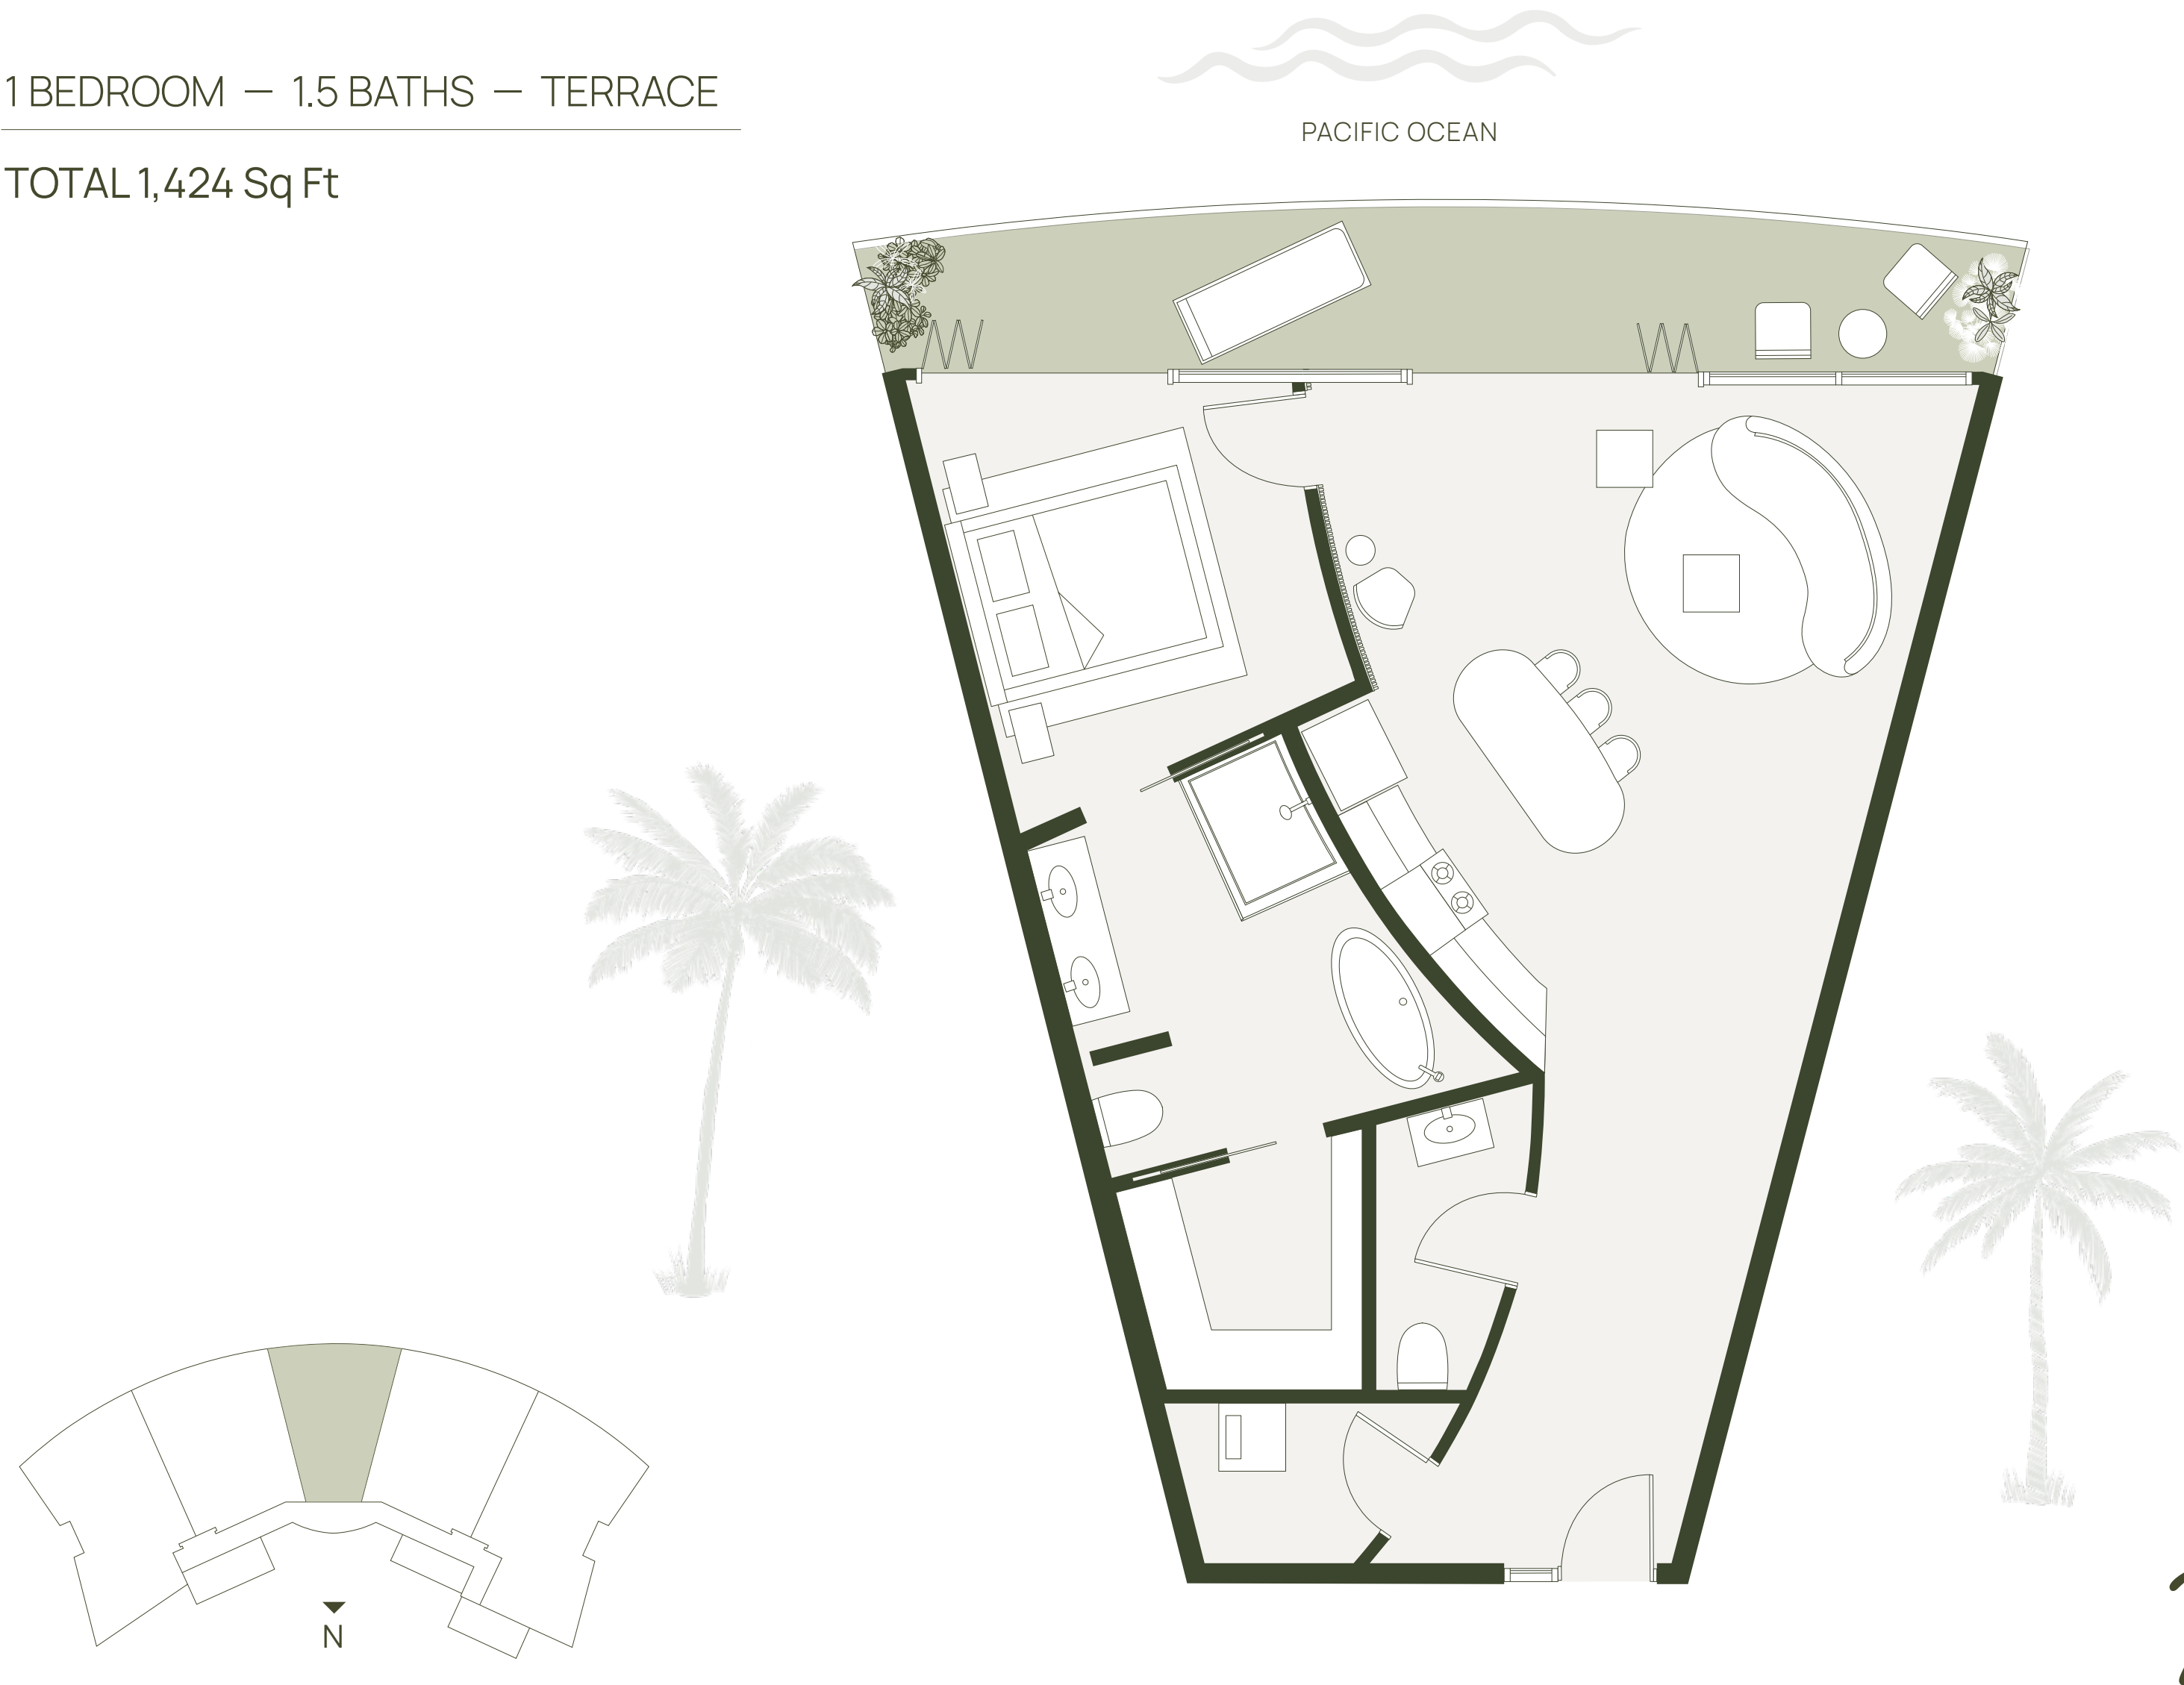 1 BEDROOM — 1.5 BATHS — TERRACE
TOTAL 1,424 Sq Ft
PACIFIC OCEAN
N